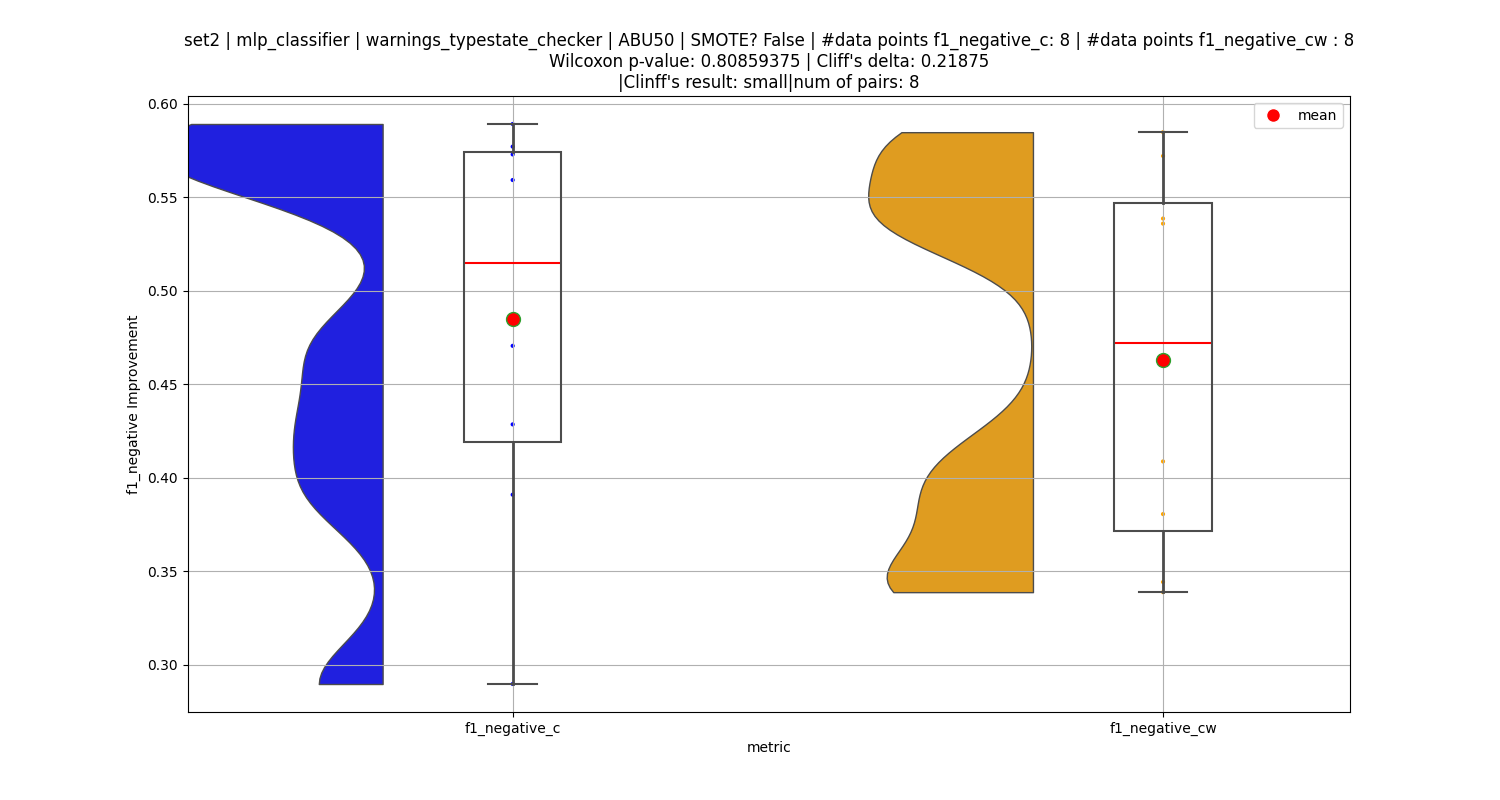 set2 | mlp_classifier | warnings_typestate_checker | ABU50 | SMOTE? False | #data points f1_negative_c: 8 | #data points f1_negative_cw : 8
Wilcoxon p-value: 0.80859375 | Cliff's delta: 0.21875
|Clinff's result: small|num of pairs: 8
mean
0.60
0.55
0.50
0.45
0.40
0.35
0.30
f1_negative Improvement
f1_negative_c
f1_negative_cw
metric